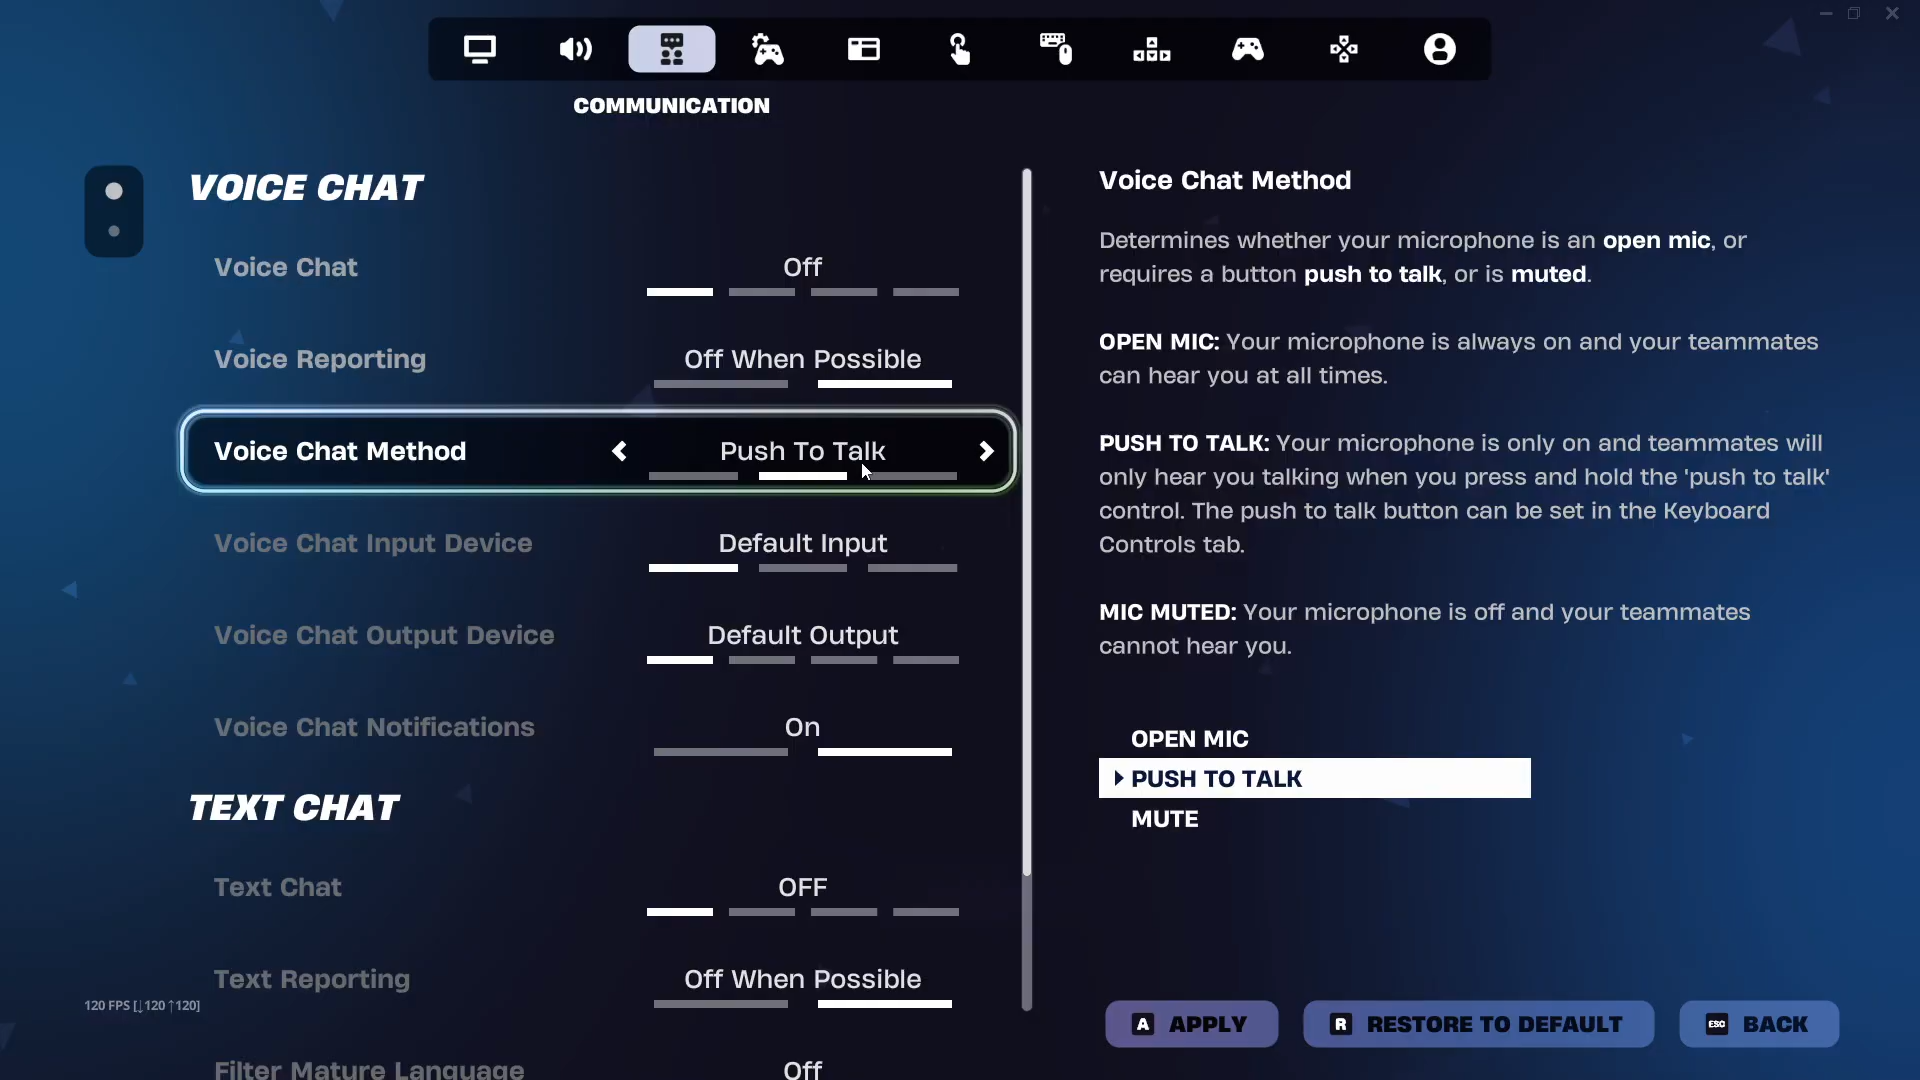 COMMUNICATION
VOICE CHAT
Voice Chat
Off
Voice Reporting
Off When Possible
Voice Chat Method
Push To Talk
Voice Chat Input Device
Default Input
Voice Chat Output Device
Default Output
Voice Chat Notifications
On
TEXT CHAT
Text Chat
OFF
Text Reporting
Off When Possible
Filter Mature Language
Off
120 FPS [↓120 ↑120]
Voice Chat Method
Determines whether your microphone is an open mic, or
requires a button push to talk, or is muted.
OPEN MIC: Your microphone is always on and your teammates
can hear you at all times.
PUSH TO TALK: Your microphone is only on and teammates will
only hear you talking when you press and hold the 'push to talk'
control. The push to talk button can be set in the Keyboard
Controls tab.
MIC MUTED: Your microphone is off and your teammates
cannot hear you.
OPEN MIC
PUSH TO TALK
MUTE
A APPLY
R RESTORE TO DEFAULT
ESC BACK